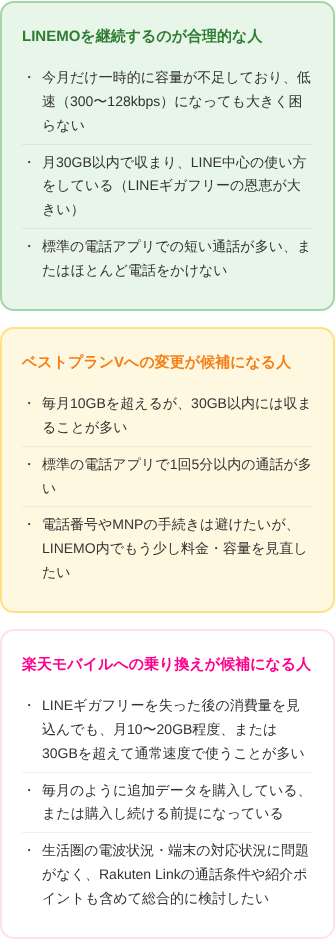 LINEMOを継続するのが合理的な人
・ 今月だけ一時的に容量が不足しており、低
速（300〜128kbps）になっても大きく困
らない
・ 月30GB以内で収まり、LINE中心の使い方
をしている（LINEギガフリーの恩恵が大
きい）
・ 標準の電話アプリでの短い通話が多い、ま
たはほとんど電話をかけない
ベストプランVへの変更が候補になる人
・ 毎月10GBを超えるが、30GB以内には収ま
ることが多い
・ 標準の電話アプリで1回5分以内の通話が多
い
・ 電話番号やMNPの手続きは避けたいが、
LINEMO内でもう少し料金・容量を見直し
たい
楽天モバイルへの乗り換えが候補になる人
・ LINEギガフリーを失った後の消費量を見
込んでも、月10〜20GB程度、または
30GBを超えて通常速度で使うことが多い
・ 毎月のように追加データを購入している、
または購入し続ける前提になっている
・ 生活圏の電波状況・端末の対応状況に問題
がなく、Rakuten Linkの通話条件や紹介ポ
イントも含めて総合的に検討したい